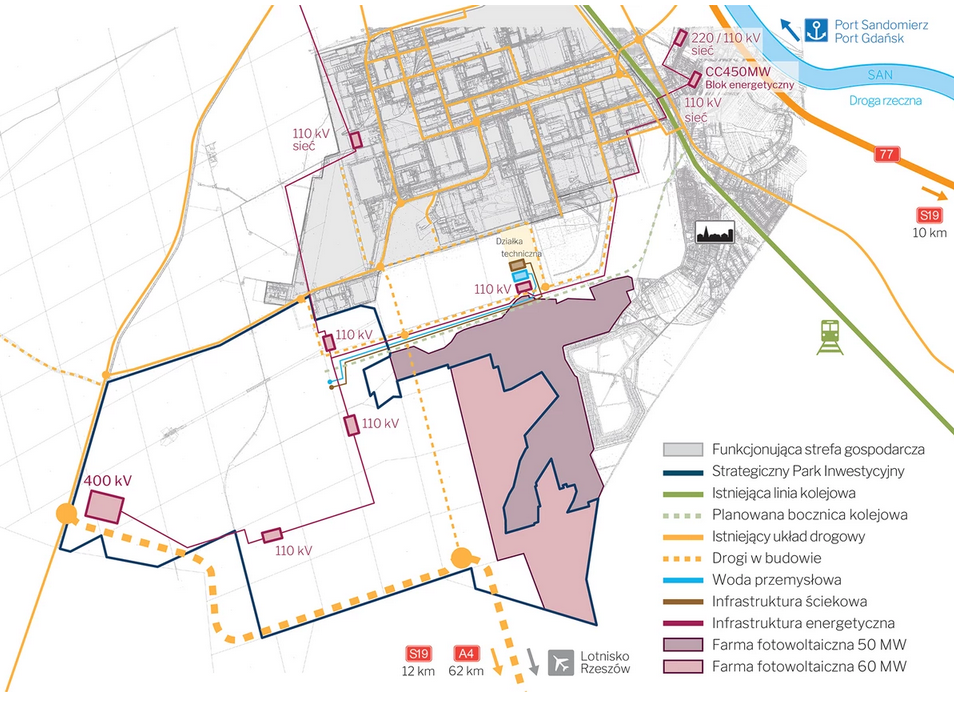 Port Sandomierz
Port Gdańsk
220 / 110 kV
sieć
CC450MW
Blok energetyczny
110 kV
sieć
SAN
Droga rzeczna
77
S19
10 km
110 kV
sieć
Działka
techniczna
110 kV
110 kV
110 kV
400 kV
110 kV
Funkcjonująca strefa gospodarcza
Strategiczny Park Inwestycyjny
Istniejąca linia kolejowa
Planowana bocznica kolejowa
Istniejący układ drogowy
Drogi w budowie
Woda przemysłowa
Infrastruktura ściekowa
Infrastruktura energetyczna
Farma fotowoltaiczna 50 MW
Farma fotowoltaiczna 60 MW
S19
12 km
A4
62 km
Lotnisko
Rzeszów